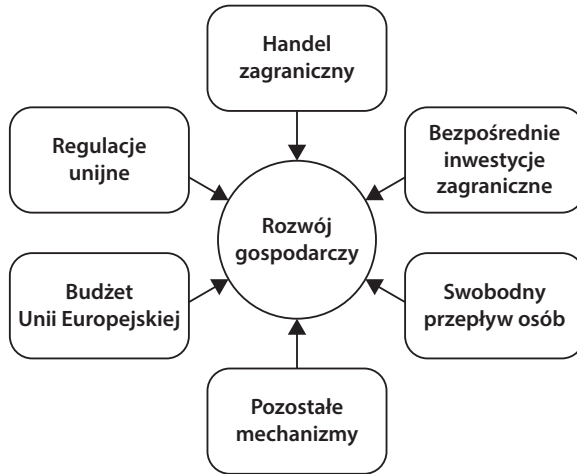 Handel
zagraniczny
Regulacje
unijne
Bezpośrednie
inwestycje
zagraniczne
Rozwój
gospodarczy
Budżet
Unii Europejskiej
Swobodny
przepływ osób
Pozostałe
mechanizmy